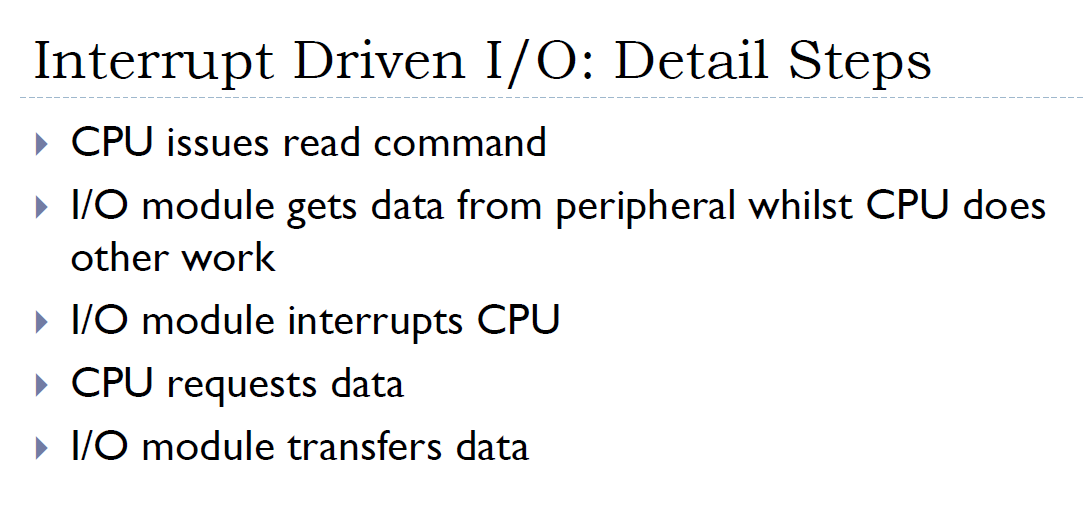 Interrupt Driven I/O: Detail Steps
CPU issues read command
I/O module gets data from peripheral whilst CPU does
other work
I/O module interrupts CPU
CPU requests data
I/O module transfers data